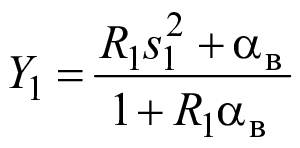 Y₁ = (R₁s₁² + αв) / (1 + R₁αв)